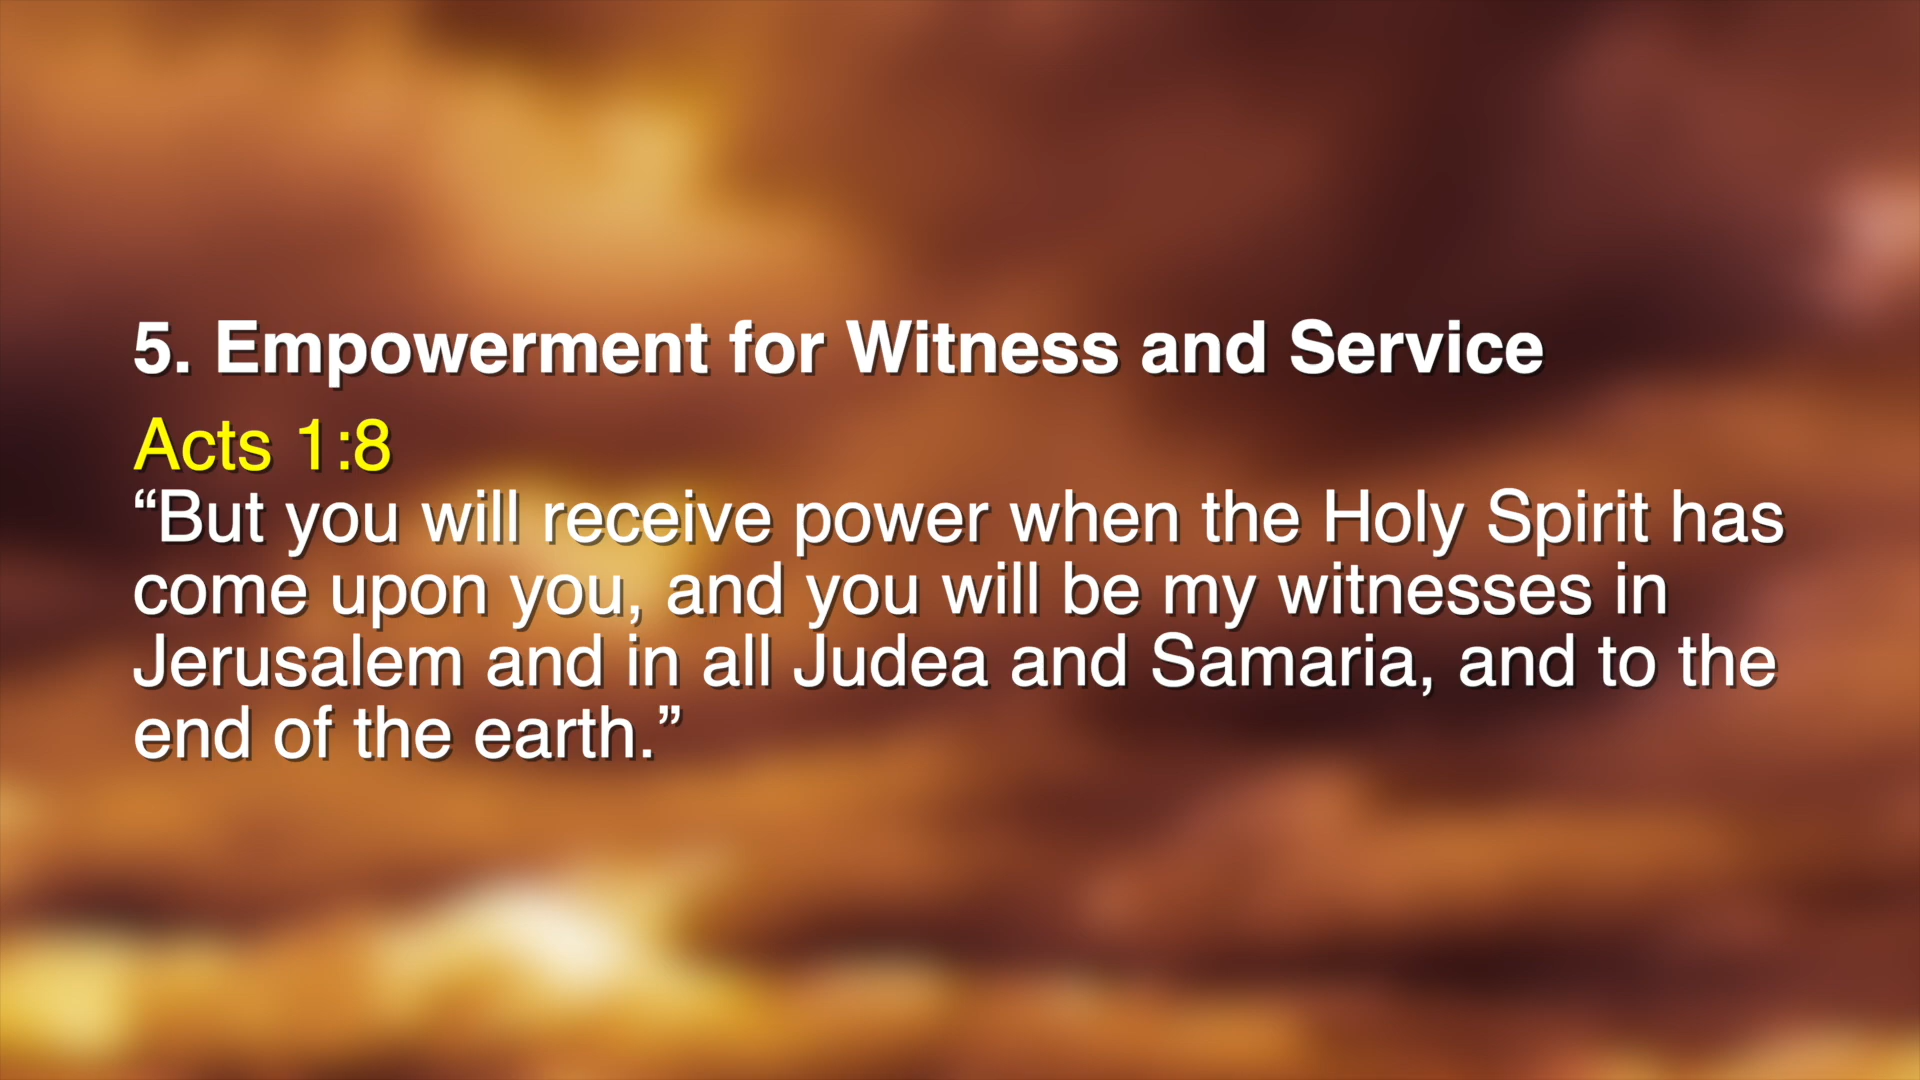 5. Empowerment for Witness and Service
Acts 1:8
“But you will receive power when the Holy Spirit has
come upon you, and you will be my witnesses in
Jerusalem and in all Judea and Samaria, and to the
end of the earth.”